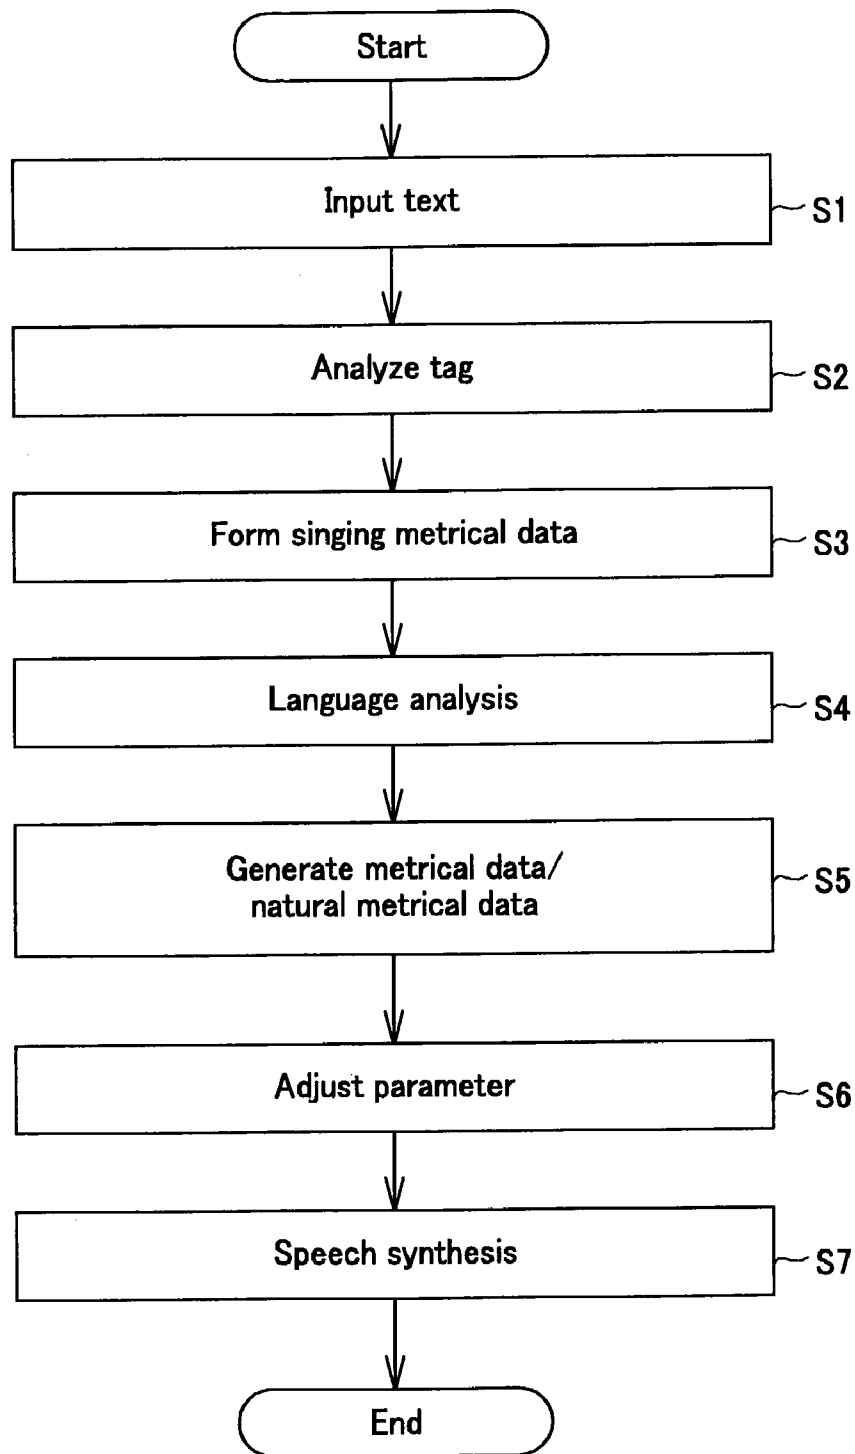 Start
Input text
S1
Analyze tag
S2
Form singing metrical data
S3
Language analysis
S4
Generate metrical data/
natural metrical data
S5
Adjust parameter
S6
Speech synthesis
S7
End